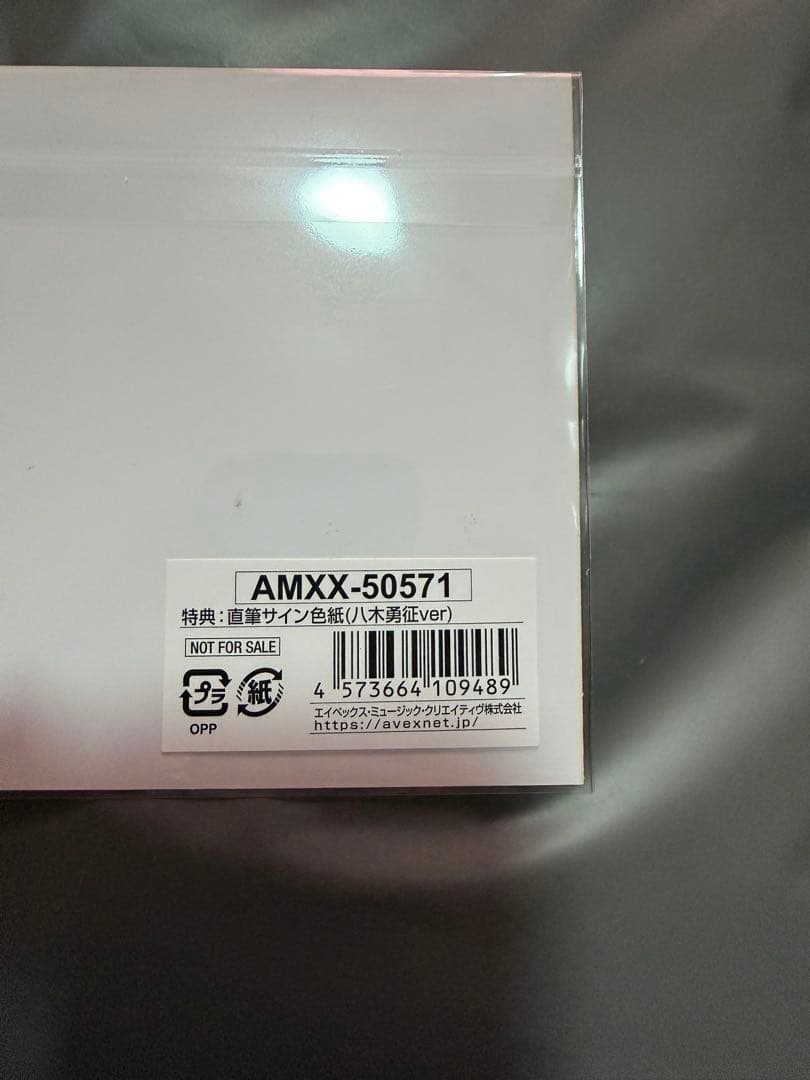 AMXX-50571
特典:直筆サイン色紙(八木勇征ver)
NOT FOR SALE
プラ
紙
OPP
4 573664 109489
エイベックス・ミュージック・クリエイティヴ株式会社
https://avexnet.jp/